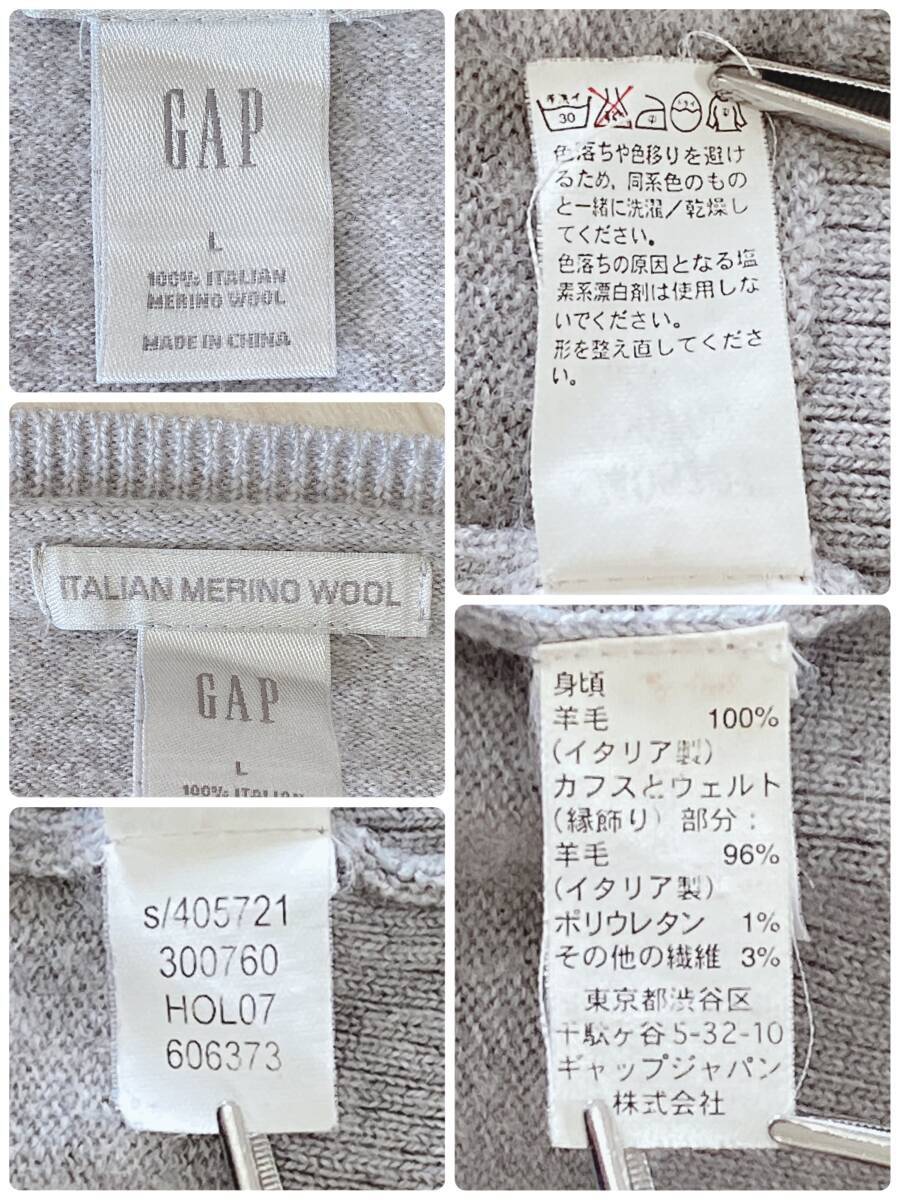 GAP
L
100% ITALIAN
MERINO WOOL
MADE IN CHINA
ITALIAN MERINO WOOL
GAP
L
100% ITALIAN
s/405721
300760
HOL07
606373
手洗イ
30
中
色落ちや色移りを避け
るため、同系色のもの
と一緒に洗濯/乾燥し
てください。
色落ちの原因となる塩
素系漂白剤は使用しな
いでください。
形を整え直してくださ
い。
身頃
羊毛 100%
(イタリア製)
カフスとウェルト
(縁飾り) 部分:
羊毛 96%
(イタリア製)
ポリウレタン 1%
その他の繊維 3%
東京都渋谷区
千駄ヶ谷5-32-10
ギャップジャパン
株式会社